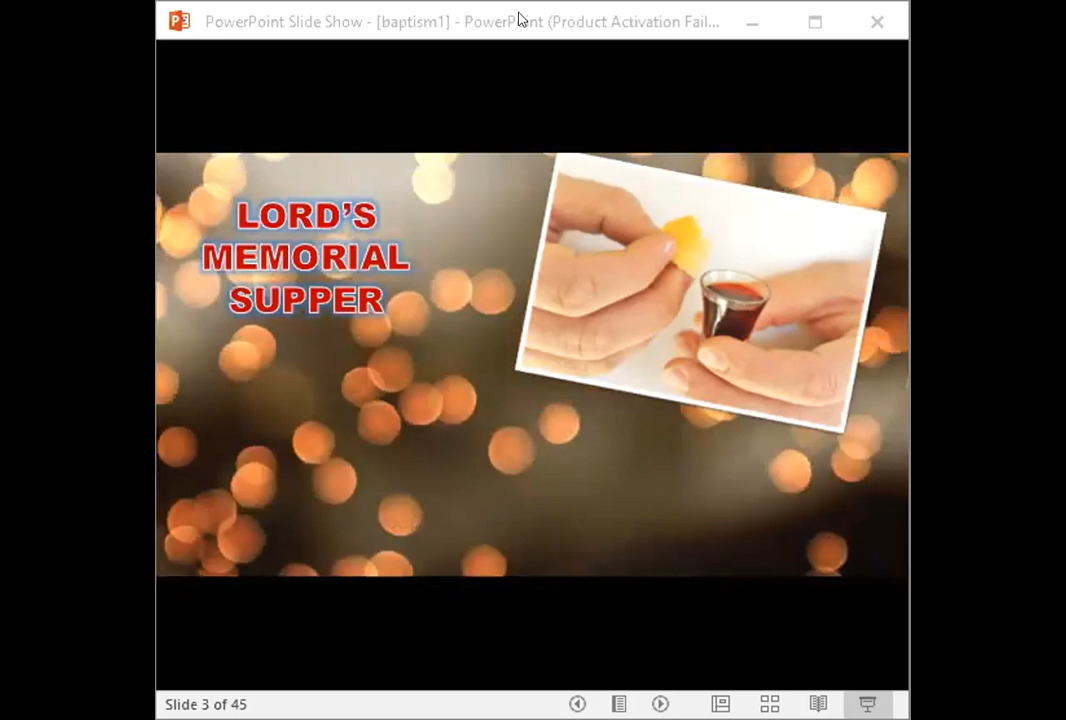 PowerPoint Slide Show - [baptism1] - PowerPoint (Product Activation Fail...
LORD’S
MEMORIAL
SUPPER
Slide 3 of 45